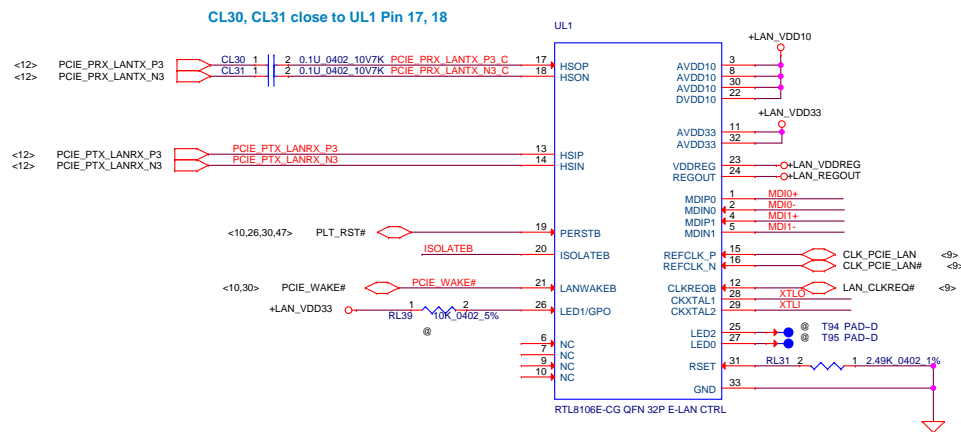 CL30, CL31 close to UL1 Pin 17, 18
UL1
+LAN_VDD10
<12> PCIE_PRX_LANTX_P3 CL30 1 2 0.1U_0402_10V7K PCIE_PRX_LANTX_P3_C 17 HSOP AVDD10 3
<12> PCIE_PRX_LANTX_N3 CL31 1 2 0.1U_0402_10V7K PCIE_PRX_LANTX_N3_C 18 HSON AVDD10 8
AVDD10 30
DVDD10 22
+LAN_VDD33
AVDD33 11
AVDD33 32
<12> PCIE_PTX_LANRX_P3 PCIE_PTX_LANRX_P3 13 HSIP
<12> PCIE_PTX_LANRX_N3 PCIE_PTX_LANRX_N3 14 HSIN
VDDREG 23 +LAN_VDDREG
REGOUT 24 +LAN_REGOUT
MDIP0 1 MDI0+
MDIN0 2 MDI0-
MDIP1 4 MDI1+
MDIN1 5 MDI1-
<10,26,30,47> PLT_RST# 19 PERSTB
ISOLATEB 20 ISOLATEB
REFCLK_P 15 CLK_PCIE_LAN <9>
REFCLK_N 16 CLK_PCIE_LAN# <9>
<10,30> PCIE_WAKE# PCIE_WAKE# 21 LANWAKEB CLKREQB 12 LAN_CLKREQ# <9>
CKXTAL1 28 XTLO
CKXTAL2 29 XTLI
+LAN_VDD33 1 2 26 LED1/GPO
RL39 10K_0402_5%
@
LED2 25 @ T94 PAD-D
LED0 27 @ T95 PAD-D
6 NC
7 NC
9 NC
10 NC
RSET 31 RL31 2 1 2.49K_0402_1%
GND 33
RTL8106E-CG QFN 32P E-LAN CTRL